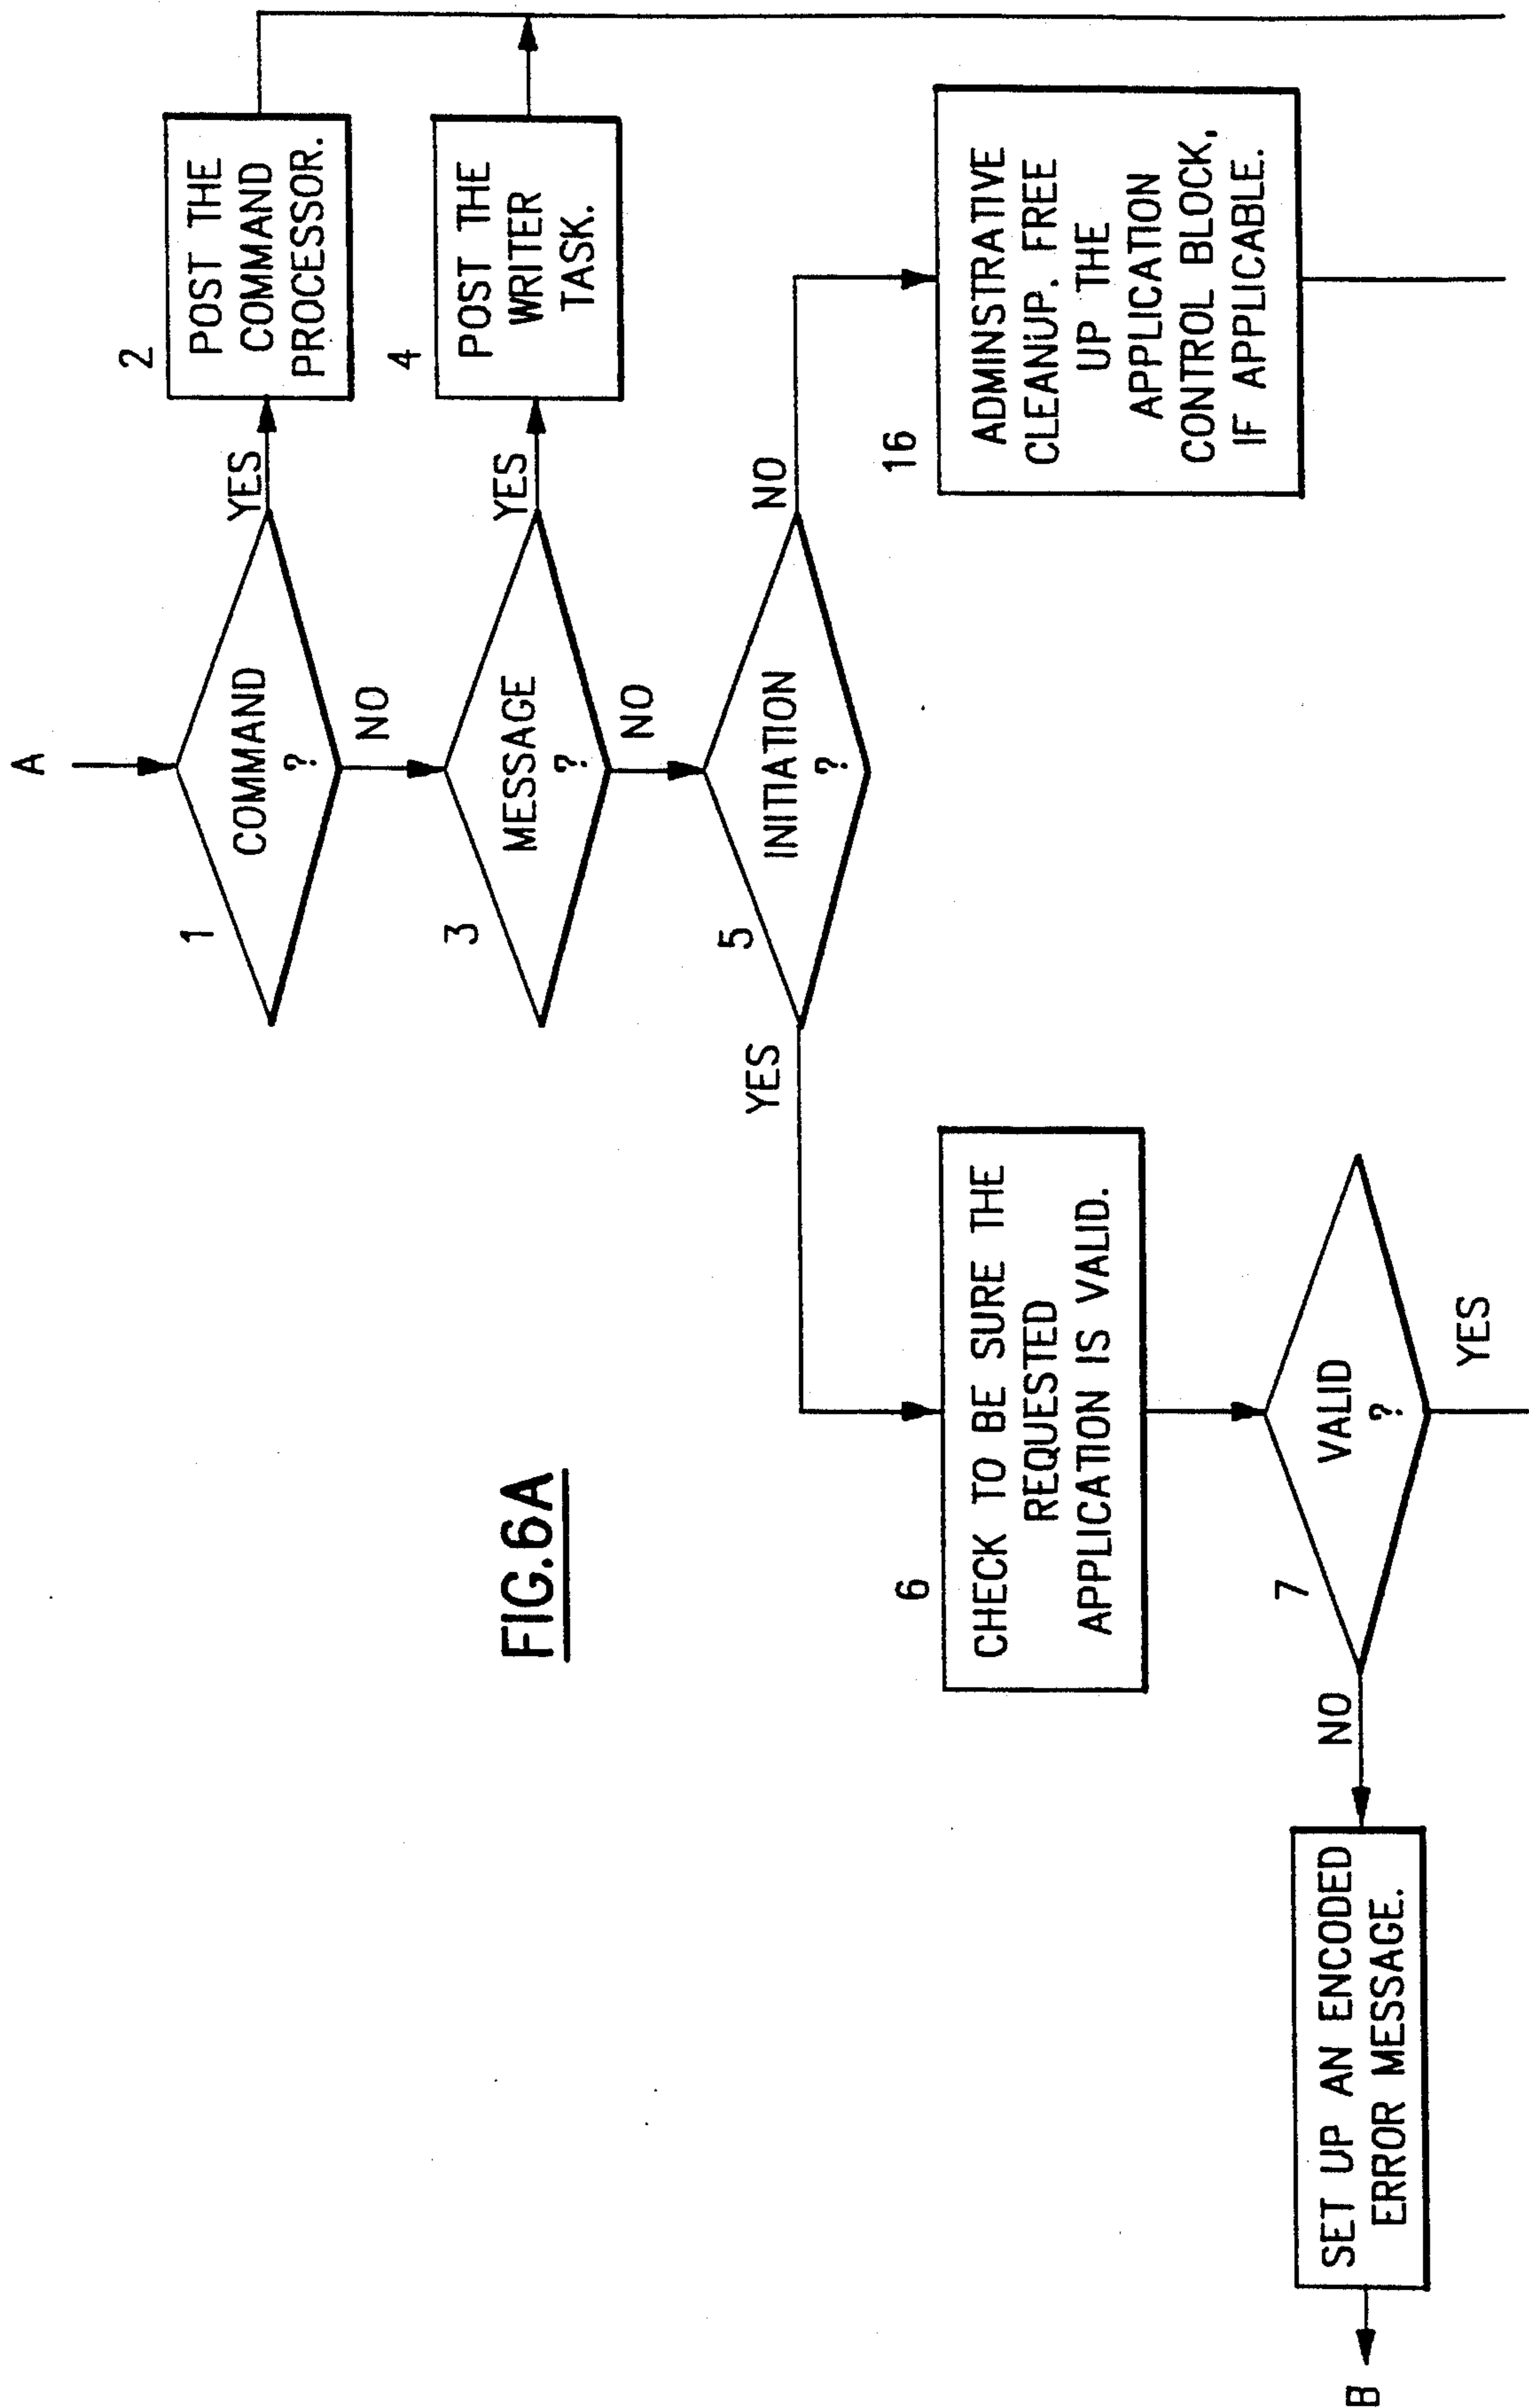 A
1
COMMAND
?
YES
2
POST THE
COMMAND
PROCESSOR.
NO
3
MESSAGE
?
YES
4
POST THE
WRITER
TASK.
NO
5
INITIATION
?
NO
YES
16
ADMINISTRATIVE
CLEANUP. FREE
UP THE
APPLICATION
CONTROL BLOCK,
IF APPLICABLE.
FIG.6A
6
CHECK TO BE SURE THE
REQUESTED
APPLICATION IS VALID.
7
VALID
?
NO
YES
SET UP AN ENCODED
ERROR MESSAGE.
B